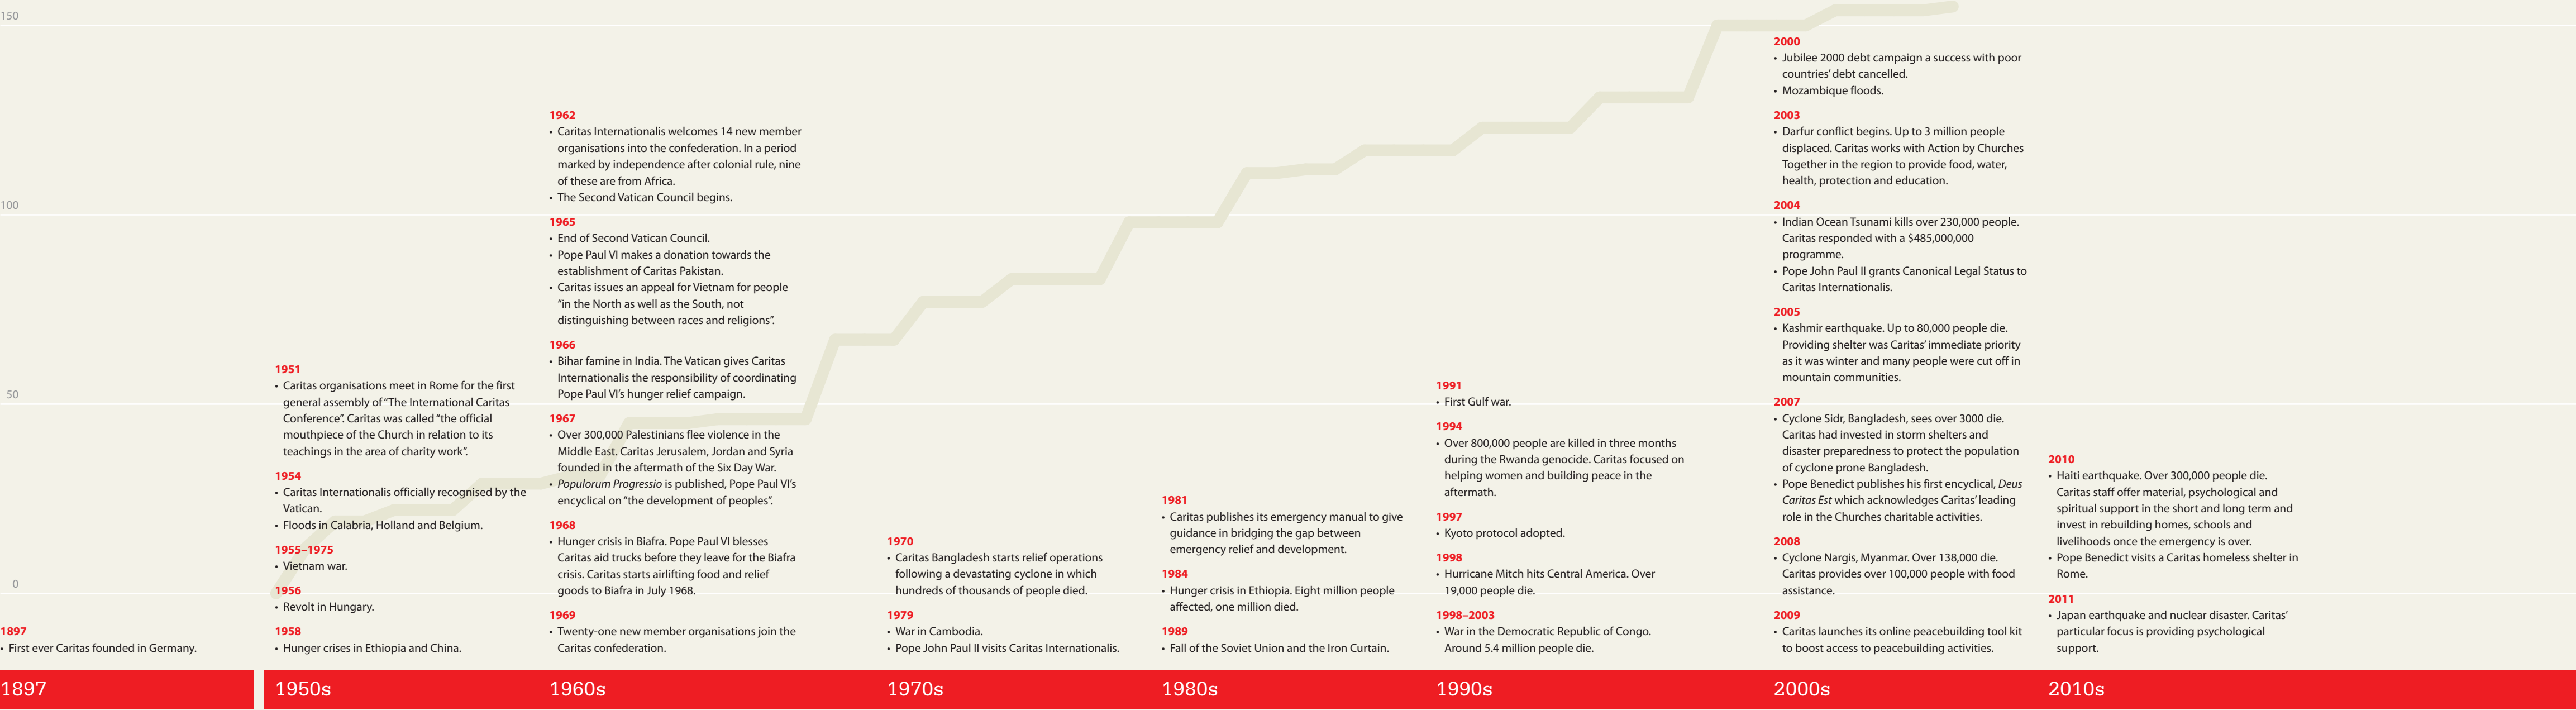 150
100
50
0
1897
• First ever Caritas founded in Germany.
1897
1951
• Caritas organisations meet in Rome for the first
general assembly of “The International Caritas
Conference”. Caritas was called “the official
mouthpiece of the Church in relation to its
teachings in the area of charity work”.
1954
• Caritas Internationalis officially recognised by the
Vatican.
• Floods in Calabria, Holland and Belgium.
1955–1975
• Vietnam war.
1956
• Revolt in Hungary.
1958
• Hunger crises in Ethiopia and China.
1950s
1962
• Caritas Internationalis welcomes 14 new member
organisations into the confederation. In a period
marked by independence after colonial rule, nine
of these are from Africa.
• The Second Vatican Council begins.
1965
• End of Second Vatican Council.
• Pope Paul VI makes a donation towards the
establishment of Caritas Pakistan.
• Caritas issues an appeal for Vietnam for people
“in the North as well as the South, not
distinguishing between races and religions”.
1966
• Bihar famine in India. The Vatican gives Caritas
Internationalis the responsibility of coordinating
Pope Paul VI’s hunger relief campaign.
1967
• Over 300,000 Palestinians flee violence in the
Middle East. Caritas Jerusalem, Jordan and Syria
founded in the aftermath of the Six Day War.
• Populorum Progressio is published, Pope Paul VI’s
encyclical on “the development of peoples”.
1968
• Hunger crisis in Biafra. Pope Paul VI blesses
Caritas aid trucks before they leave for the Biafra
crisis. Caritas starts airlifting food and relief
goods to Biafra in July 1968.
1969
• Twenty-one new member organisations join the
Caritas confederation.
1960s
1970
• Caritas Bangladesh starts relief operations
following a devastating cyclone in which
hundreds of thousands of people died.
1979
• War in Cambodia.
• Pope John Paul II visits Caritas Internationalis.
1970s
1981
• Caritas publishes its emergency manual to give
guidance in bridging the gap between
emergency relief and development.
1984
• Hunger crisis in Ethiopia. Eight million people
affected, one million died.
1989
• Fall of the Soviet Union and the Iron Curtain.
1980s
1991
• First Gulf war.
1994
• Over 800,000 people are killed in three months
during the Rwanda genocide. Caritas focused on
helping women and building peace in the
aftermath.
1997
• Kyoto protocol adopted.
1998
• Hurricane Mitch hits Central America. Over
19,000 people die.
1998–2003
• War in the Democratic Republic of Congo.
Around 5.4 million people die.
1990s
2000
• Jubilee 2000 debt campaign a success with poor
countries’ debt cancelled.
• Mozambique floods.
2003
• Darfur conflict begins. Up to 3 million people
displaced. Caritas works with Action by Churches
Together in the region to provide food, water,
health, protection and education.
2004
• Indian Ocean Tsunami kills over 230,000 people.
Caritas responded with a $485,000,000
programme.
• Pope John Paul II grants Canonical Legal Status to
Caritas Internationalis.
2005
• Kashmir earthquake. Up to 80,000 people die.
Providing shelter was Caritas’ immediate priority
as it was winter and many people were cut off in
mountain communities.
2007
• Cyclone Sidr, Bangladesh, sees over 3000 die.
Caritas had invested in storm shelters and
disaster preparedness to protect the population
of cyclone prone Bangladesh.
• Pope Benedict publishes his first encyclical, Deus
Caritas Est which acknowledges Caritas’ leading
role in the Churches charitable activities.
2008
• Cyclone Nargis, Myanmar. Over 138,000 die.
Caritas provides over 100,000 people with food
assistance.
2009
• Caritas launches its online peacebuilding tool kit
to boost access to peacebuilding activities.
2000s
2010
• Haiti earthquake. Over 300,000 people die.
Caritas staff offer material, psychological and
spiritual support in the short and long term and
invest in rebuilding homes, schools and
livelihoods once the emergency is over.
• Pope Benedict visits a Caritas homeless shelter in
Rome.
2011
• Japan earthquake and nuclear disaster. Caritas’
particular focus is providing psychological
support.
2010s